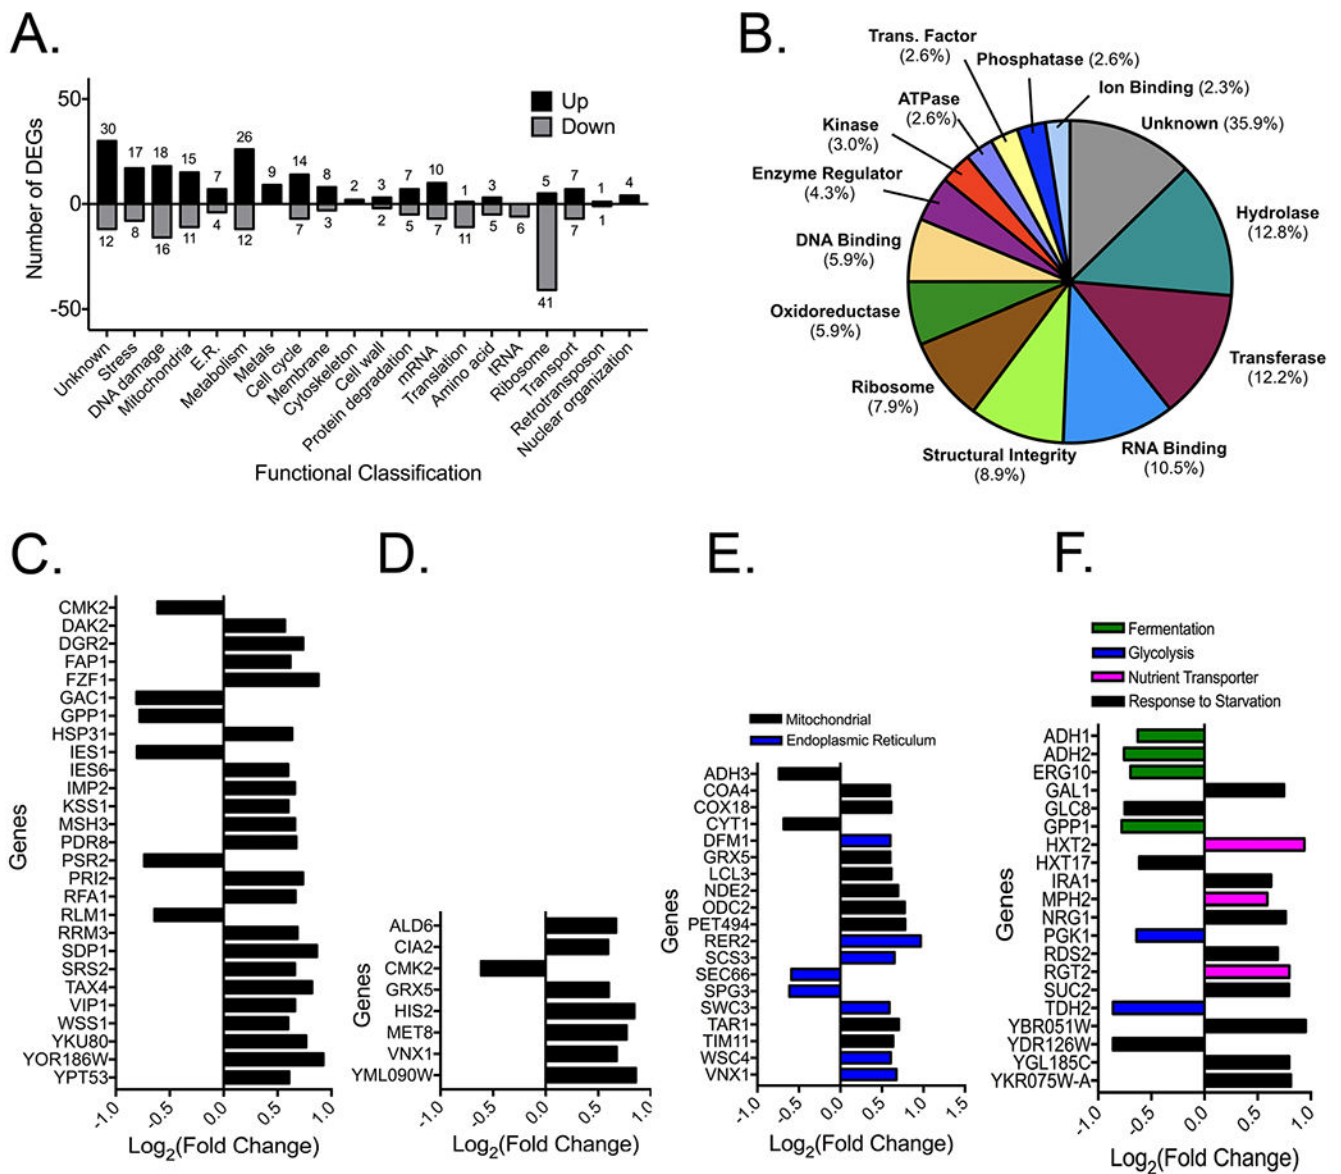 A.
Number of DEGs
50
0
-50
Up
Down
30 17 18 15 7 26 9 14 8 2 3 7 10 1 3 5 7 1 4
12 8 16 11 4 12 7 3 2 5 7 11 5 6 41 7 1
Unknown
Stress
DNA damage
Mitochondria
E.R.
Metabolism
Metals
Cell cycle
Membrane
Cytoskeleton
Cell wall
Protein degradation
mRNA
Translation
Amino acid
tRNA
Ribosome
Transport
Retrotransposon
Nuclear organization
Functional Classification
B.
Trans. Factor
(2.6%)
Phosphatase (2.6%)
Ion Binding (2.3%)
ATPase
(2.6%)
Unknown (35.9%)
Kinase
(3.0%)
Enzyme Regulator
(4.3%)
Hydrolase
(12.8%)
DNA Binding
(5.9%)
Oxidoreductase
(5.9%)
Transferase
(12.2%)
Ribosome
(7.9%)
Structural Integrity
(8.9%)
RNA Binding
(10.5%)
C.
Genes
CMK2
DAK2
DGR2
FAP1
FZF1
GAC1
GPP1
HSP31
IES1
IES6
IMP2
KSS1
MSH3
PDR8
PSR2
PRI2
RFA1
RLM1
RRM3
SDP1
SRS2
TAX4
VIP1
WSS1
YKU80
YOR186W
YPT53
-1.0 -0.5 0.0 0.5 1.0
Log2(Fold Change)
D.
Genes
ALD6
CIA2
CMK2
GRX5
HIS2
MET8
VNX1
YML090W
-1.0 -0.5 0.0 0.5 1.0
Log2(Fold Change)
E.
Mitochondrial
Endoplasmic Reticulum
Genes
ADH3
COA4
COX18
CYT1
DFM1
GRX5
LCL3
NDE2
ODC2
PET494
RER2
SCS3
SEC66
SPG3
SWC3
TAR1
TIM11
WSC4
VNX1
-1.0 -0.5 0.0 0.5 1.0 1.5
Log2(Fold Change)
F.
Fermentation
Glycolysis
Nutrient Transporter
Response to Starvation
Genes
ADH1
ADH2
ERG10
GAL1
GLC8
GPP1
HXT2
HXT17
IRA1
MPH2
NRG1
PGK1
RDS2
RGT2
SUC2
TDH2
YBR051W
YDR126W
YGL185C
YKR075W-A
-1.0 -0.5 0.0 0.5 1.0
Log2(Fold Change)